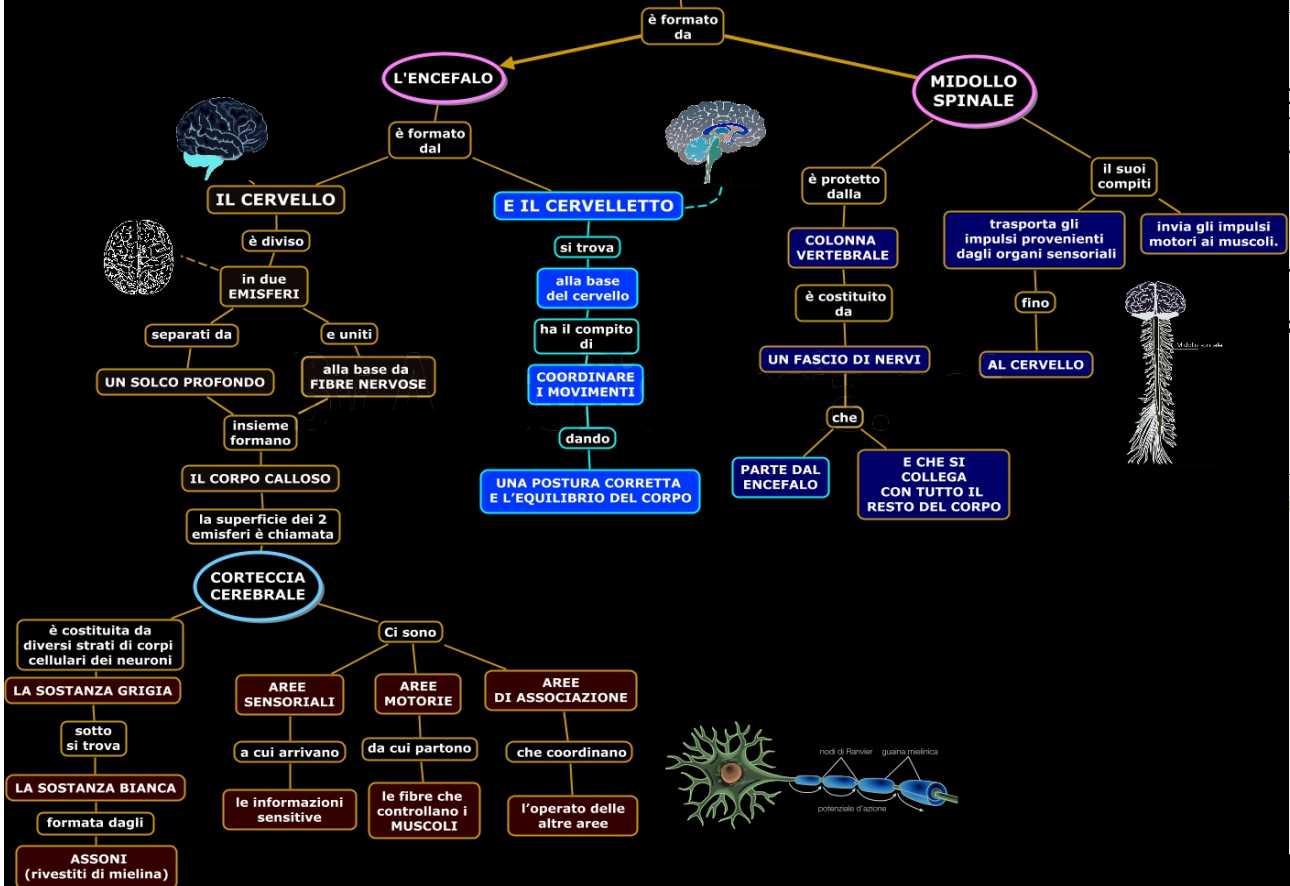 è formato
da
L'ENCEFALO
MIDOLLO
SPINALE
è formato
dal
IL CERVELLO
è diviso
in due
EMISFERI
separati da
e uniti
UN SOLCO PROFONDO
alla base da
FIBRE NERVOSE
insieme
formano
IL CORPO CALLOSO
la superficie dei 2
emisferi è chiamata
CORTECCIA
CEREBRALE
è costituita da
diversi strati di corpi
cellulari dei neuroni
LA SOSTANZA GRIGIA
sotto
si trova
LA SOSTANZA BIANCA
formata dagli
ASSONI
(rivestiti di mielina)
Ci sono
AREE
SENSORIALI
a cui arrivano
le informazioni
sensitive
AREE
MOTORIE
da cui partono
le fibre che
controllano i
MUSCOLI
AREE
DI ASSOCIAZIONE
che coordinano
l'operato delle
altre aree
E IL CERVELLETTO
si trova
alla base
del cervello
ha il compito
di
COORDINARE
I MOVIMENTI
dando
UNA POSTURA CORRETTA
E L'EQUILIBRIO DEL CORPO
è protetto
dalla
COLONNA
VERTEBRALE
è costituito
da
UN FASCIO DI NERVI
che
PARTE DAL
ENCEFALO
E CHE SI
COLLEGA
CON TUTTO IL
RESTO DEL CORPO
il suoi
compiti
trasporta gli
impulsi provenienti
dagli organi sensoriali
fino
AL CERVELLO
invia gli impulsi
motori ai muscoli.
Midollo spinale
nodi di Ranvier
guaina mielinica
potenziale d'azione